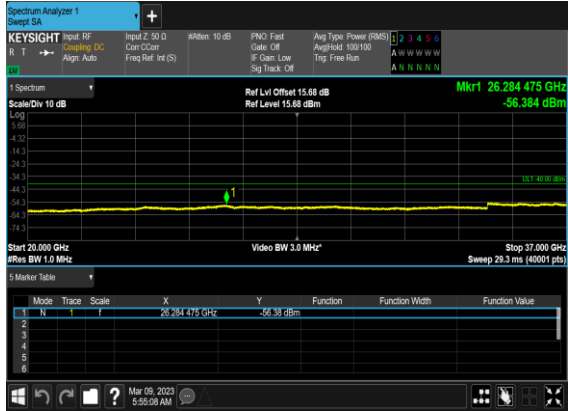 Spectrum Analyzer 1
Swept SA
+
KEYSIGHT Input: RF Input Z: 50 Ω #Atten: 10 dB PNO: Fast Avg Type: Power (RMS) 1 2 3 4 5 6
R T Coupling: DC Corr CCorr Gate: Off Avg|Hold: 100/100 A W W W W W
Align: Auto Freq Ref: Int (S) IF Gain: Low Trig: Free Run
LXI Sig Track: Off A N N N N N
1 Spectrum Ref Lvl Offset 15.68 dB Mkr1 26.284 475 GHz
Scale/Div 10 dB Ref Level 15.68 dBm -56.384 dBm
Log
5.68
-4.32
-14.3
-24.3
-34.3 DL1 -40.00 dBm
-44.3
1
-54.3
-64.3
-74.3
Start 20.000 GHz Video BW 3.0 MHz* Stop 37.000 GHz
#Res BW 1.0 MHz Sweep 29.3 ms (40001 pts)
5 Marker Table
Mode Trace Scale X Y Function Function Width Function Value
1 N 1 f 26.284 475 GHz -56.38 dBm
2
3
4
5
6
? Mar 09, 2023
5:55:08 AM